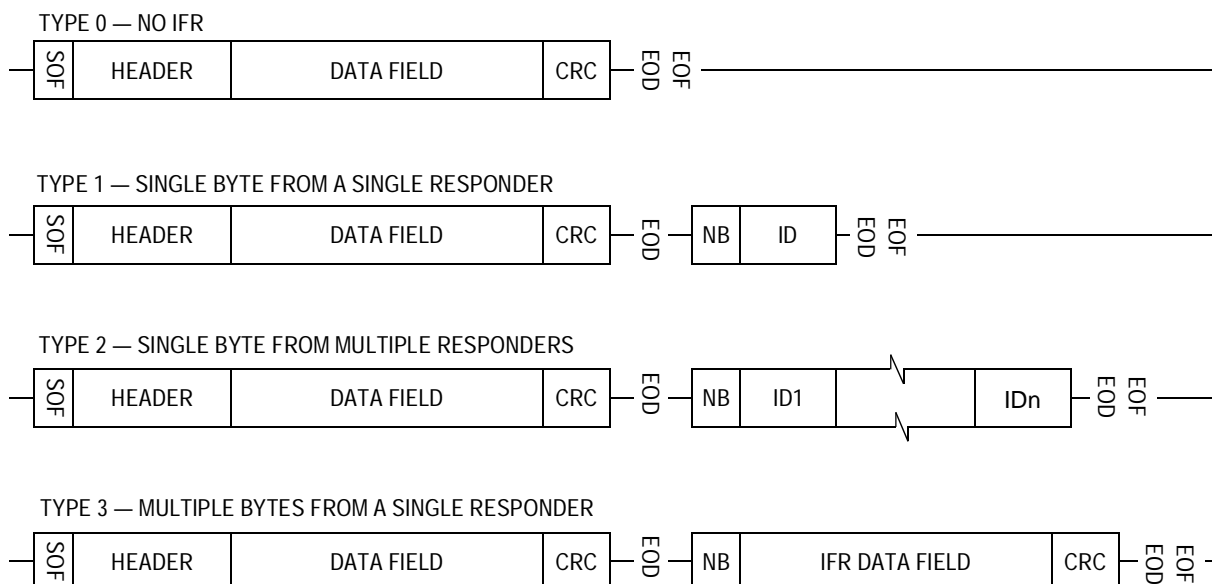 TYPE 0 — NO IFR
SOF HEADER DATA FIELD CRC EOD EOF
TYPE 1 — SINGLE BYTE FROM A SINGLE RESPONDER
SOF HEADER DATA FIELD CRC EOD NB ID EOD EOF
TYPE 2 — SINGLE BYTE FROM MULTIPLE RESPONDERS
SOF HEADER DATA FIELD CRC EOD NB ID1 IDn EOD EOF
TYPE 3 — MULTIPLE BYTES FROM A SINGLE RESPONDER
SOF HEADER DATA FIELD CRC EOD NB IFR DATA FIELD CRC EOD EOF